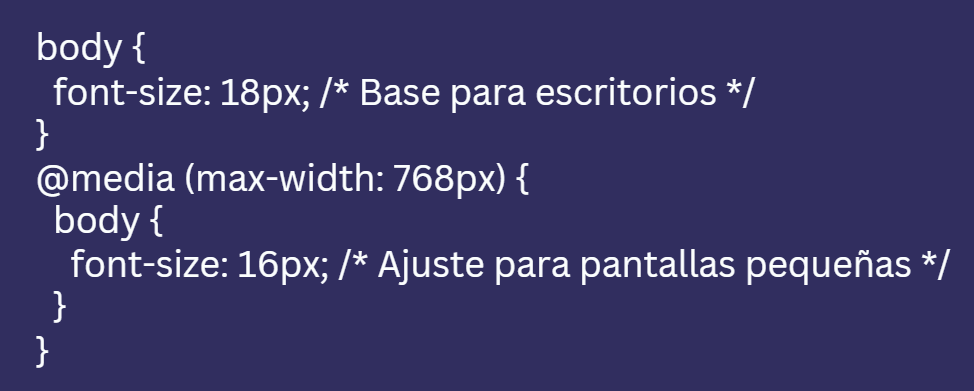 body {
  font-size: 18px; /* Base para escritorios */
}
@media (max-width: 768px) {
  body {
    font-size: 16px; /* Ajuste para pantallas pequeñas */
  }
}